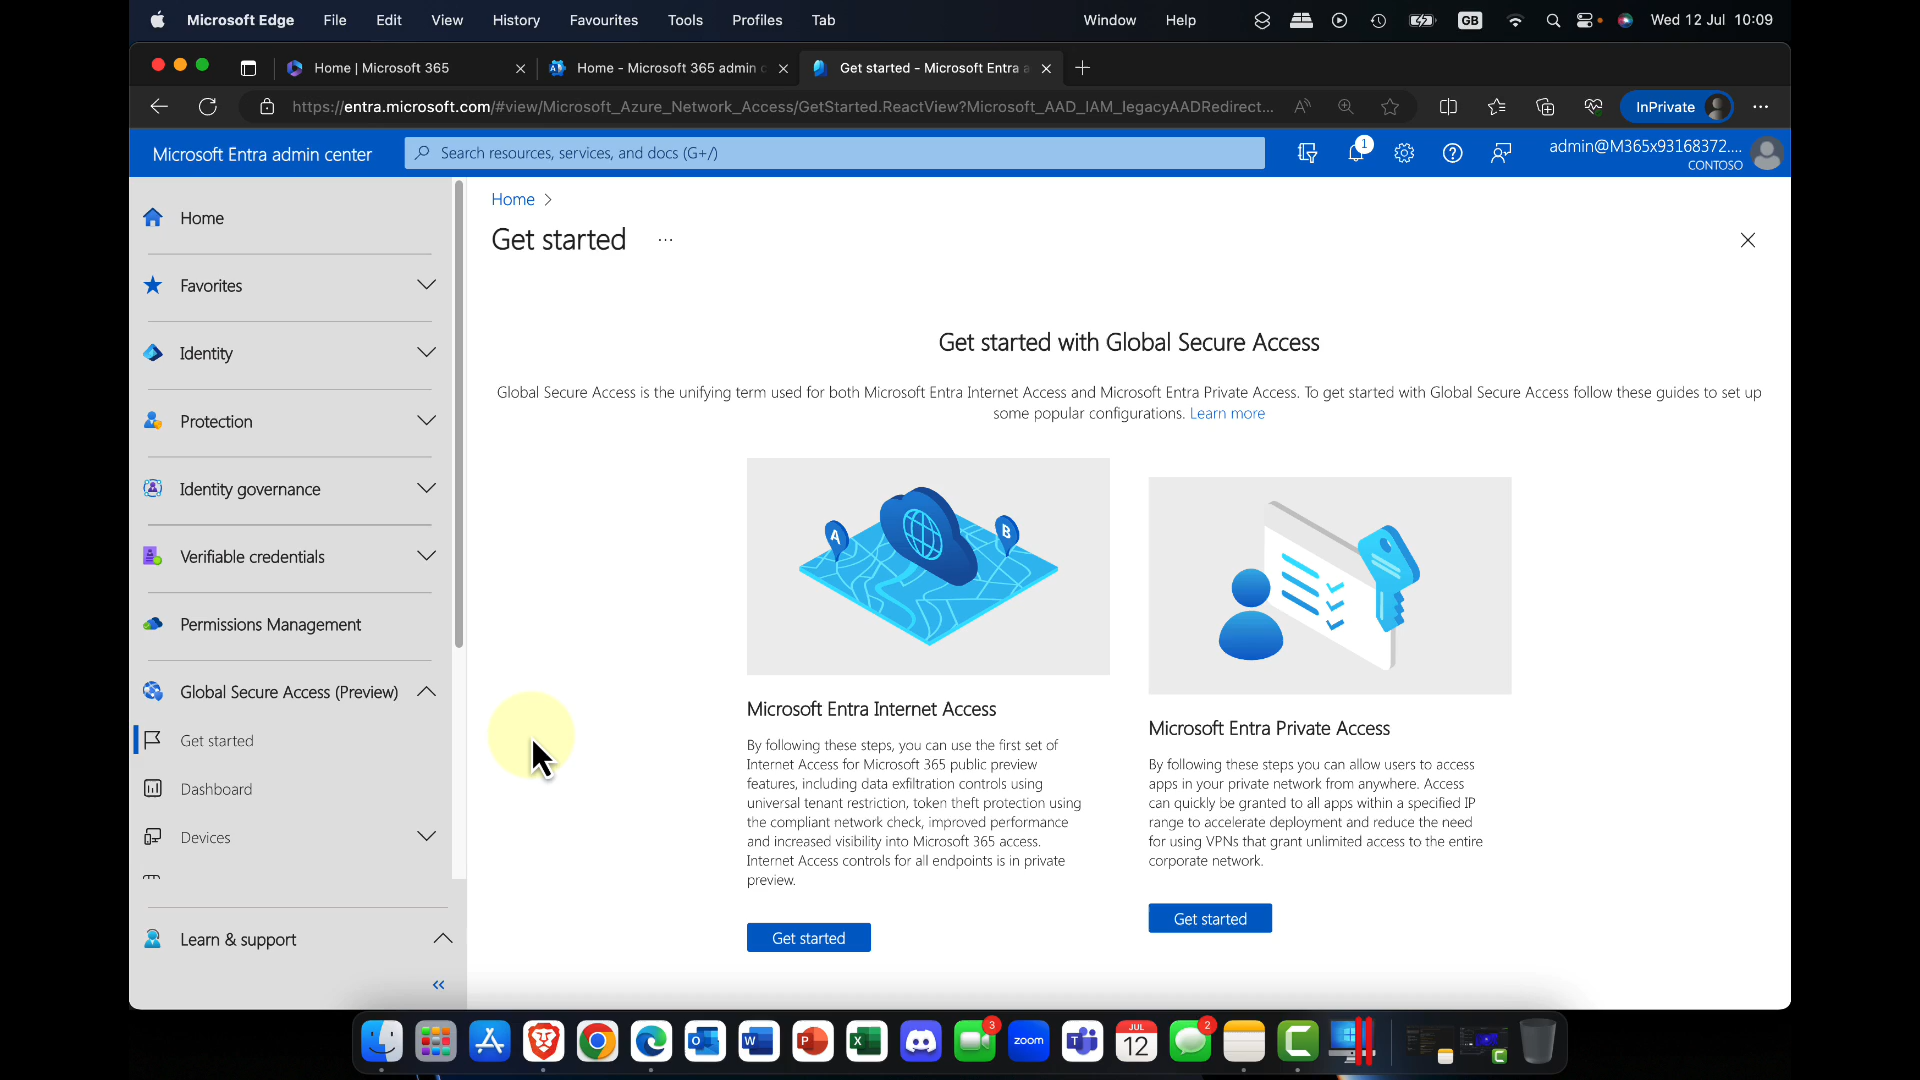 Microsoft Edge File Edit View History Favourites Tools Profiles Tab Window Help GB Wed 12 Jul 10:09
Home | Microsoft 365
Home - Microsoft 365 admin c
Get started - Microsoft Entra a
https://entra.microsoft.com/#view/Microsoft_Azure_Network_Access/GetStarted.ReactView?Microsoft_AAD_IAM_legacyAADRedirect...
InPrivate
Microsoft Entra admin center
Search resources, services, and docs (G+/)
1
admin@M365x93168372....
CONTOSO
Home
Favorites
Identity
Protection
Identity governance
Verifiable credentials
Permissions Management
Global Secure Access (Preview)
Get started
Dashboard
Devices
Learn & support
Home >
Get started ...
Get started with Global Secure Access
Global Secure Access is the unifying term used for both Microsoft Entra Internet Access and Microsoft Entra Private Access. To get started with Global Secure Access follow these guides to set up
some popular configurations. Learn more
A
B
Microsoft Entra Internet Access
By following these steps, you can use the first set of
Internet Access for Microsoft 365 public preview
features, including data exfiltration controls using
universal tenant restriction, token theft protection using
the compliant network check, improved performance
and increased visibility into Microsoft 365 access.
Internet Access controls for all endpoints is in private
preview.
Get started
Microsoft Entra Private Access
By following these steps you can allow users to access
apps in your private network from anywhere. Access
can quickly be granted to all apps within a specified IP
range to accelerate deployment and reduce the need
for using VPNs that grant unlimited access to the entire
corporate network.
Get started
O
W
P
X
3
zoom
T
JUL
12
2